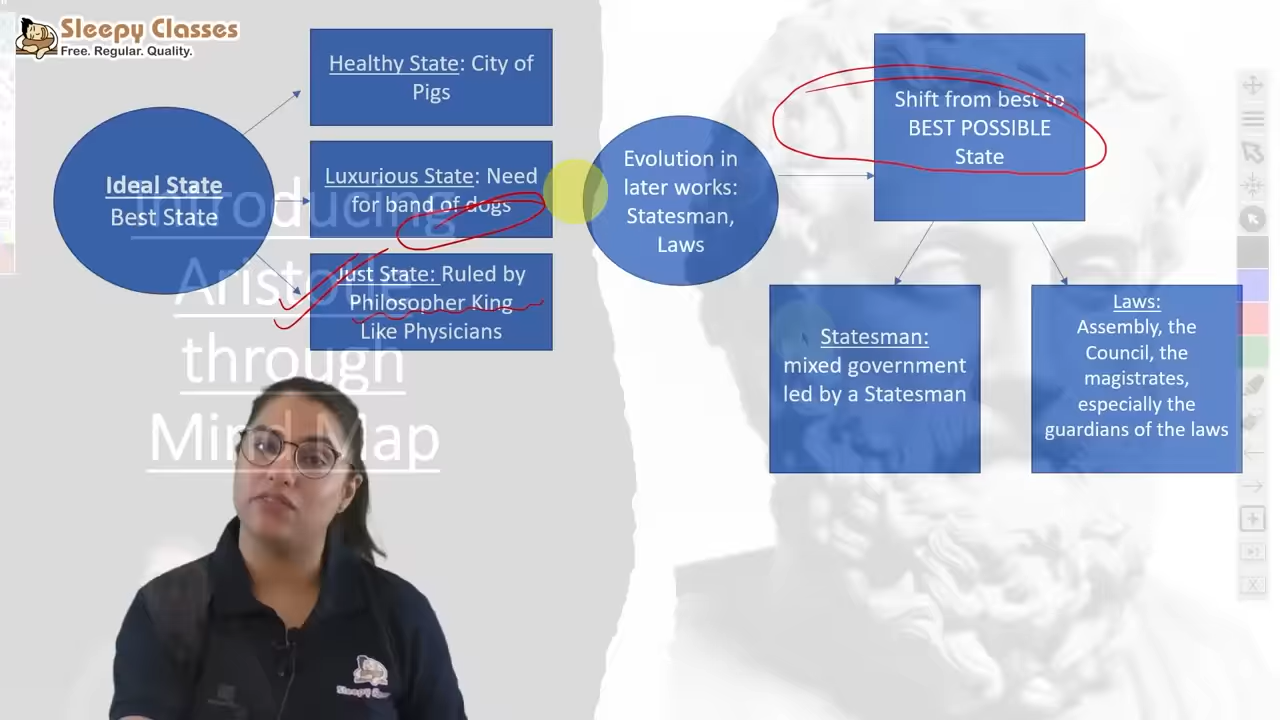 Sleepy Classes
Free. Regular. Quality.
Healthy State: City of
Pigs
Ideal State
Best State
Luxurious State: Need
for band of dogs
Just State: Ruled by
Philosopher King
Like Physicians
Evolution in
later works:
Statesman,
Laws
Shift from best to
BEST POSSIBLE
State
Statesman:
mixed government
led by a Statesman
Laws:
Assembly, the
Council, the
magistrates,
especially the
guardians of the laws
Introducing
Aristotle
through
Mind Map